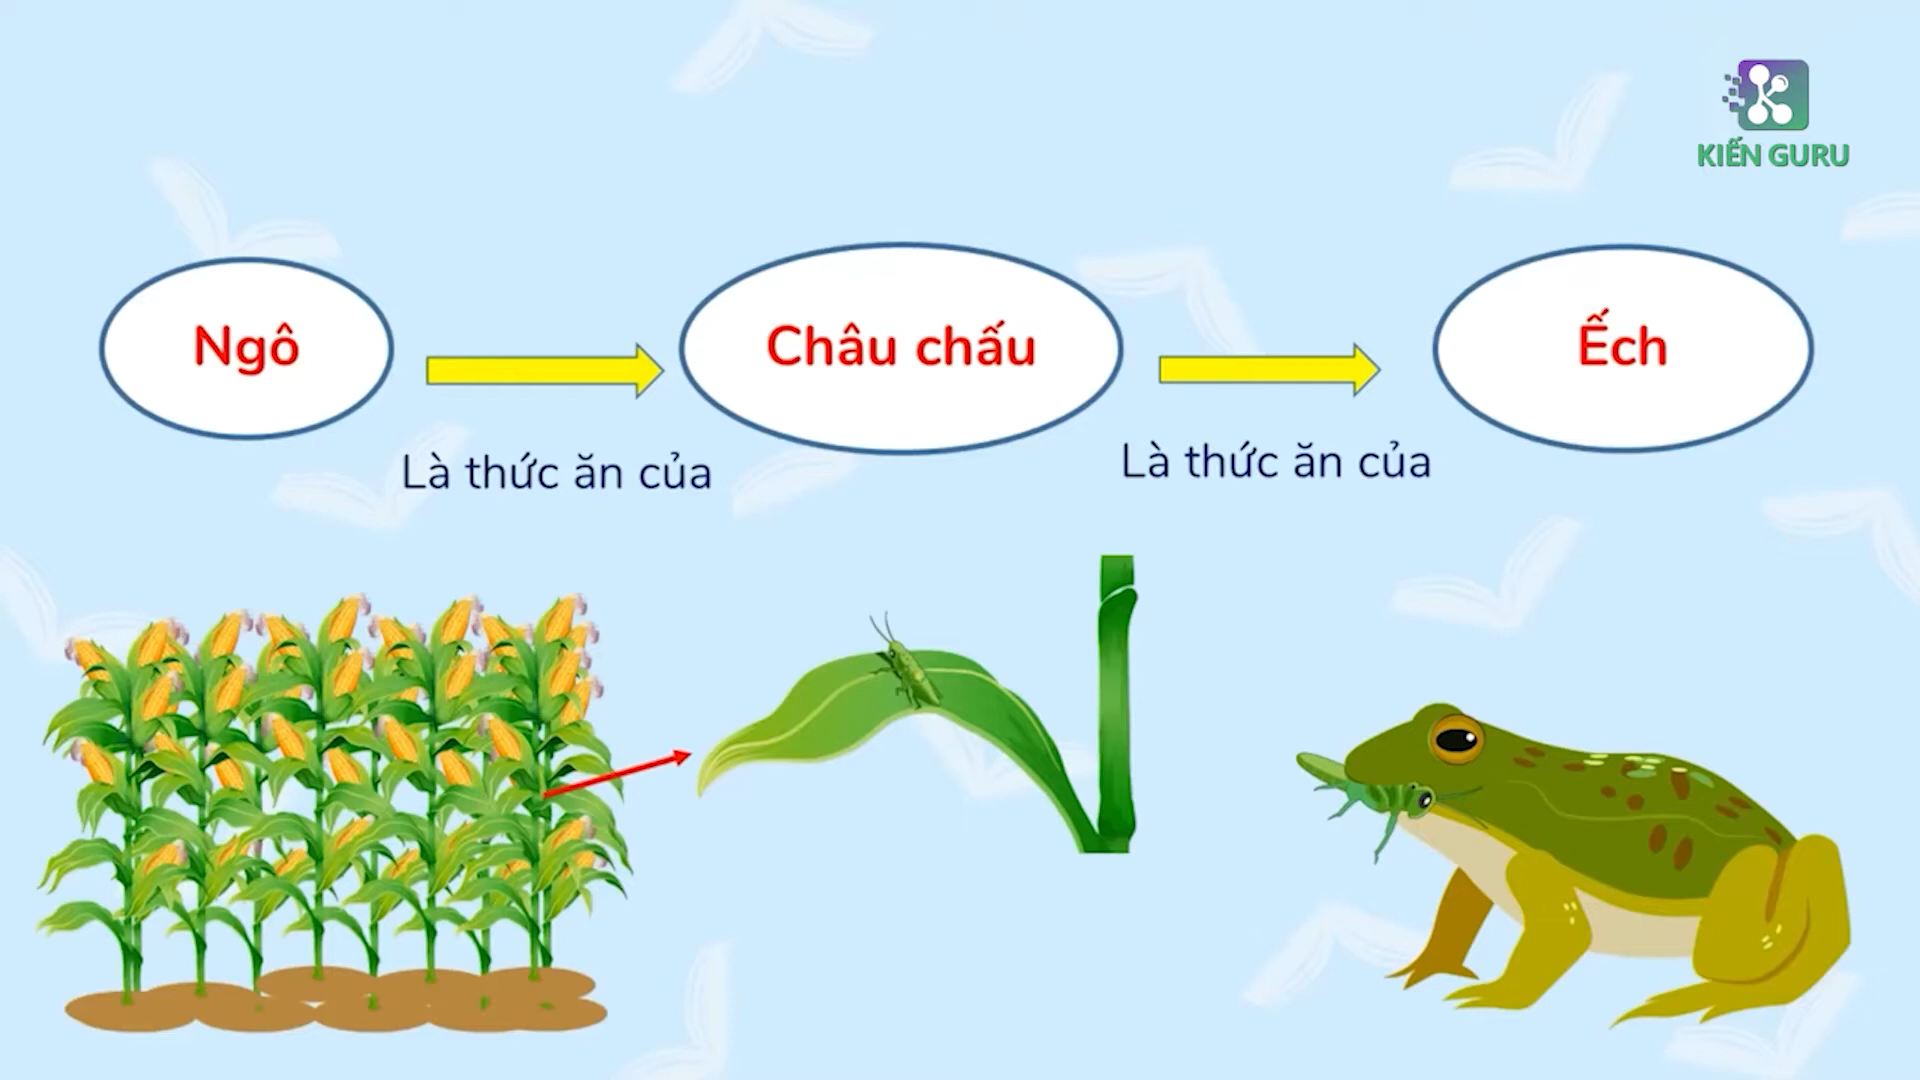 KIẾN GURU
Ngô
Châu chấu
Ếch
Là thức ăn của
Là thức ăn của